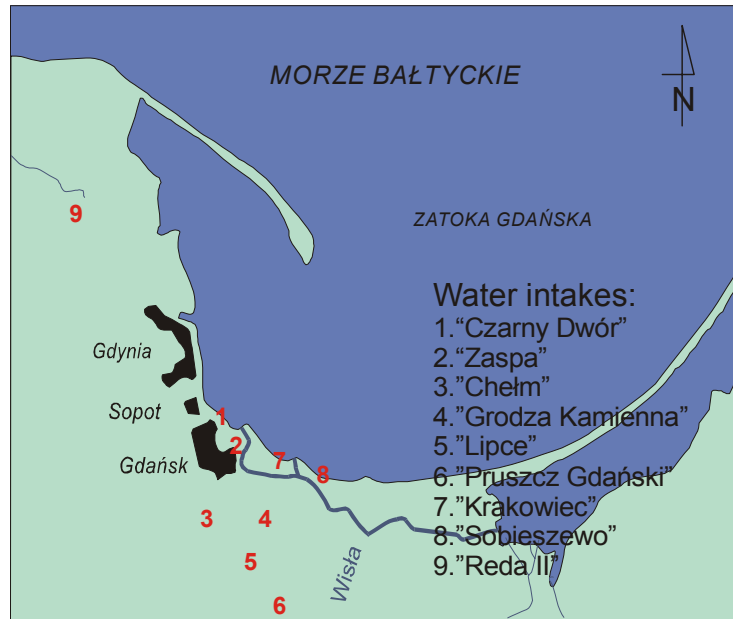 MORZE BAŁTYCKIE
N
9
ZATOKA GDAŃSKA
Water intakes:
1.”Czarny Dwór”
2.”Zaspa”
3.”Chełm”
4.”Grodza Kamienna”
5.”Lipce”
6.”Pruszcz Gdański”
7.”Krakowiec”
8.”Sobieszewo”
9.”Reda II”
Gdynia
Sopot
1
2
Gdańsk
7
8
3
4
5
6
Wisła